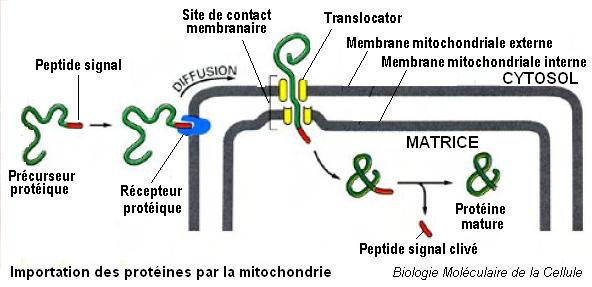 Site de contact
membranaire
Translocator
Membrane mitochondriale externe
Peptide signal
Membrane mitochondriale interne
DIFFUSION
CYTOSOL
MATRICE
Précurseur
protéique
Récepteur
protéique
Protéine
mature
Peptide signal clivé
Importation des protéines par la mitochondrie
Biologie Moléculaire de la Cellule